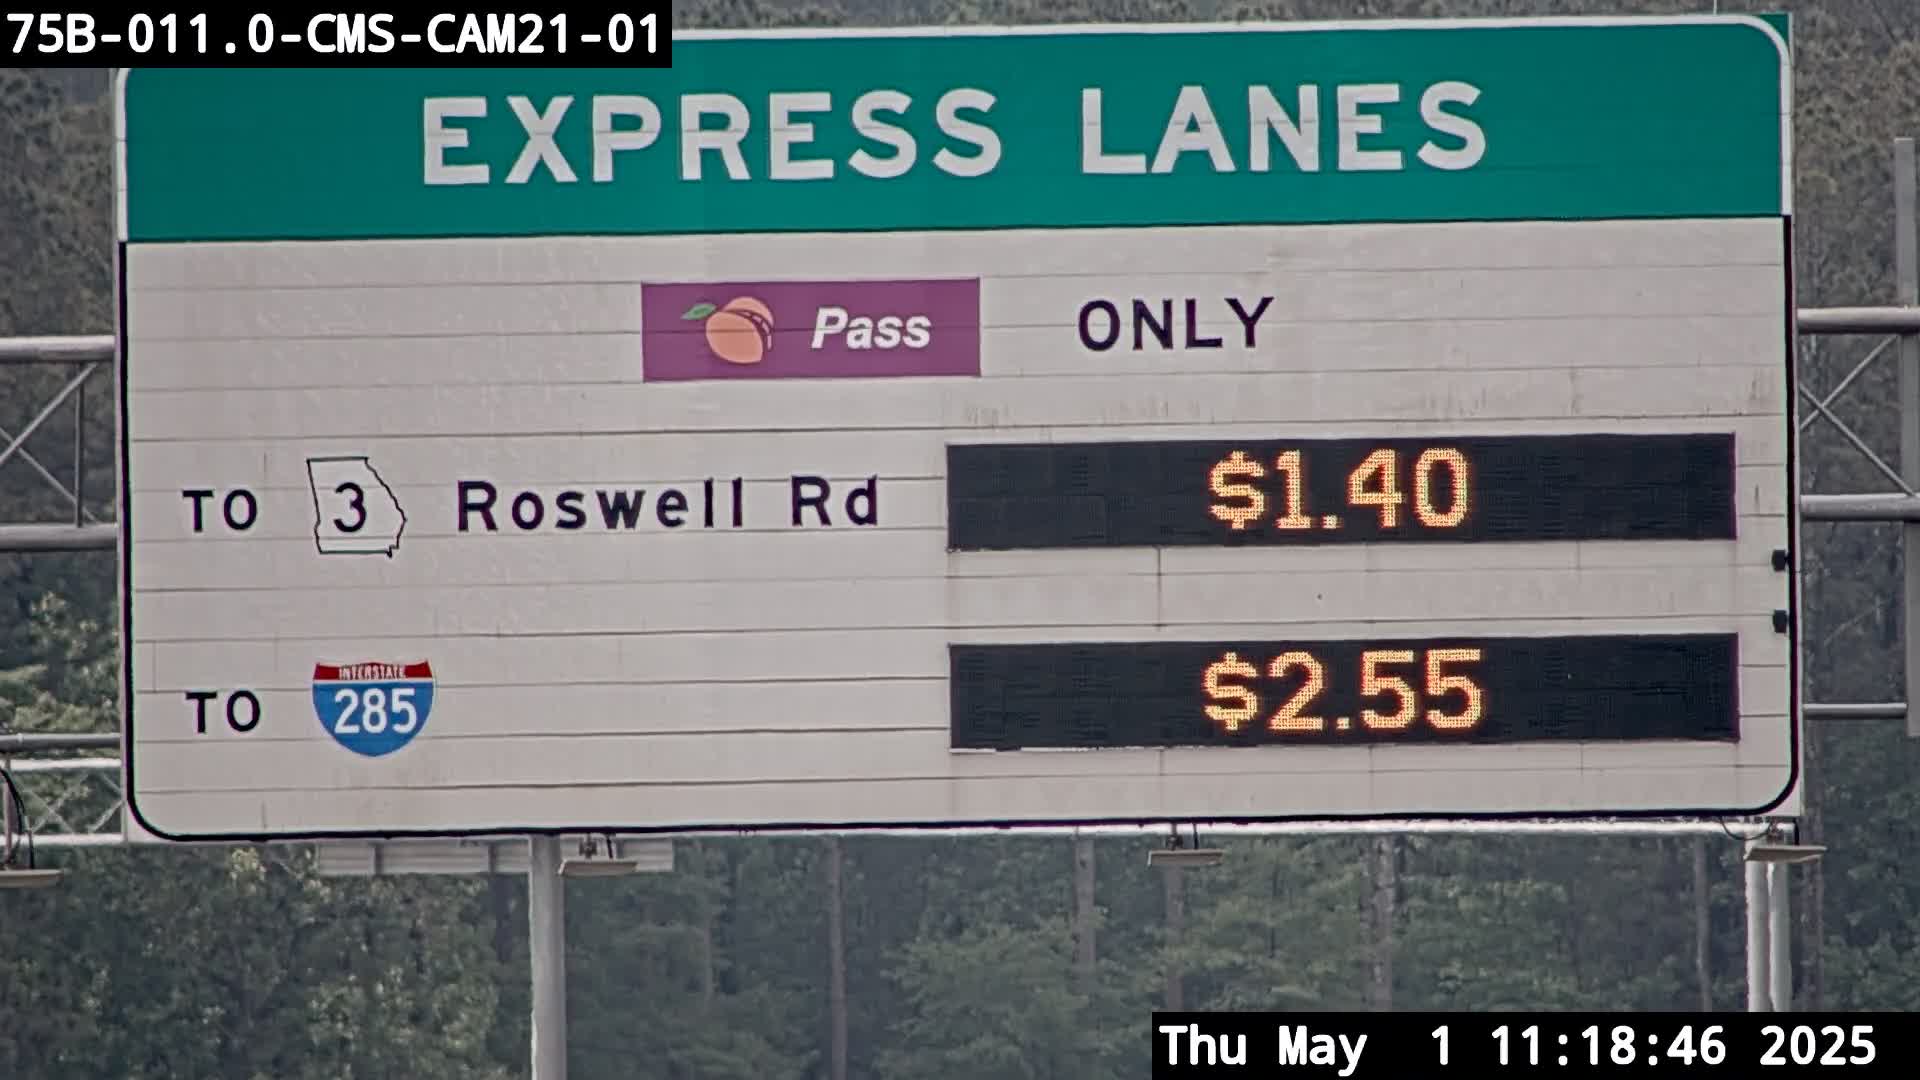 75B-011.0-CMS-CAM21-01
EXPRESS LANES
Pass ONLY
TO 3 Roswell Rd $1.40
TO INTERSTATE 285 $2.55
Thu May 1 11:18:46 2025